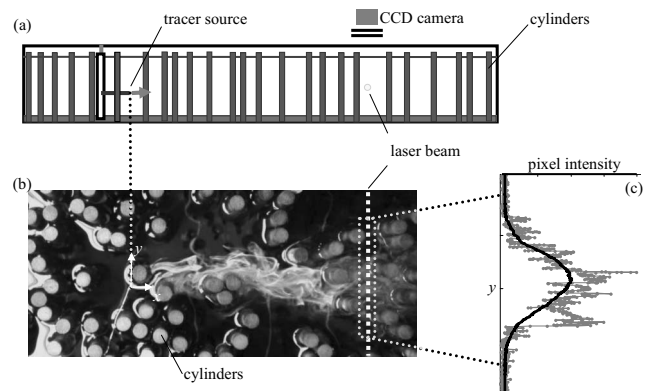 (a)
tracer source
CCD camera
cylinders
laser beam
(b)
pixel intensity
(c)
y
y
cylinders